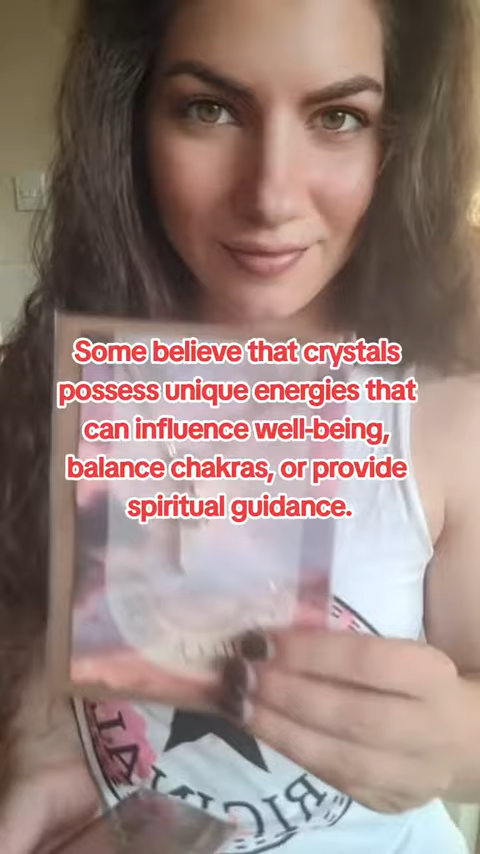 Some believe that crystals
possess unique energies that
can influence well-being,
balance chakras, or provide
spiritual guidance.